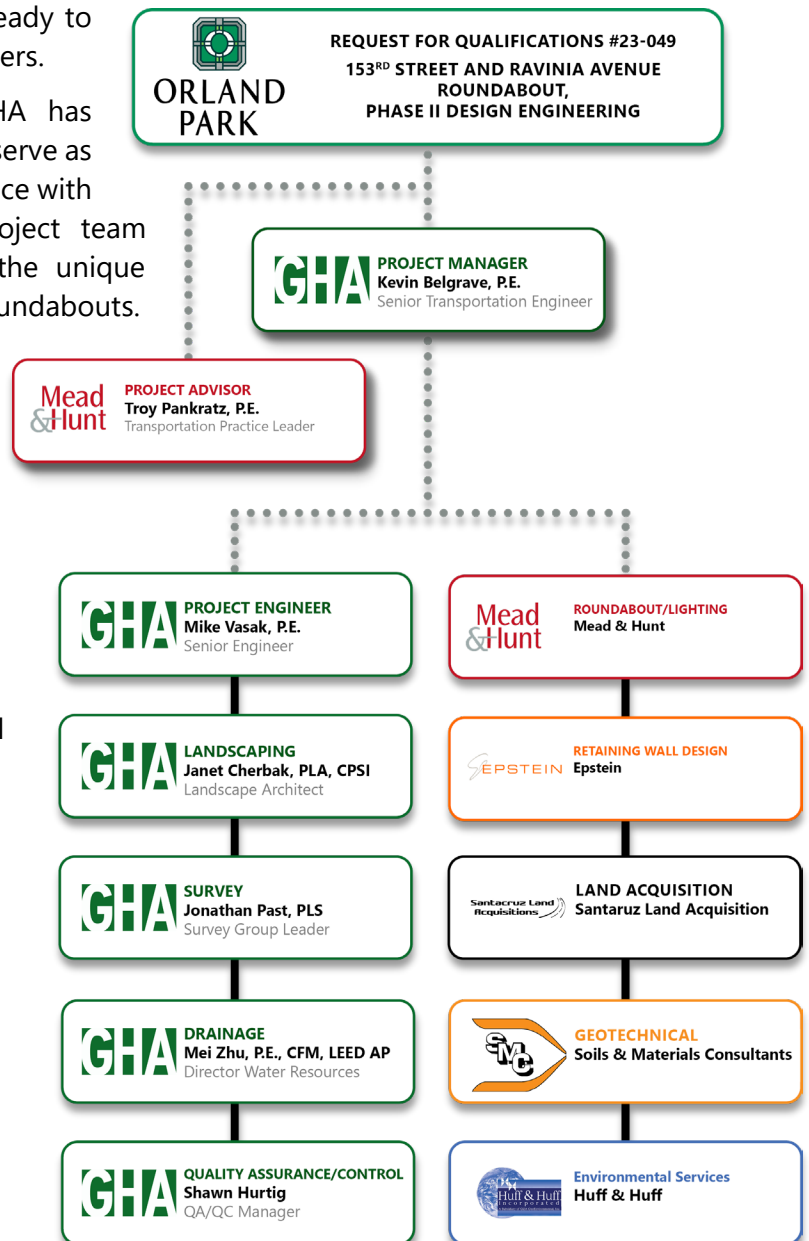 eady to
ers.
HA has
serve as
ce with
oject team
the unique
undabouts.
ORLAND
PARK
REQUEST FOR QUALIFICATIONS #23-049
153RD STREET AND RAVINIA AVENUE
ROUNDABOUT,
PHASE II DESIGN ENGINEERING
GHA
PROJECT MANAGER
Kevin Belgrave, P.E.
Senior Transportation Engineer
Mead
&Hunt
PROJECT ADVISOR
Troy Pankratz, P.E.
Transportation Practice Leader
GHA
PROJECT ENGINEER
Mike Vasak, P.E.
Senior Engineer
GHA
LANDSCAPING
Janet Cherbak, PLA, CPSI
Landscape Architect
GHA
SURVEY
Jonathan Past, PLS
Survey Group Leader
GHA
DRAINAGE
Mei Zhu, P.E., CFM, LEED AP
Director Water Resources
GHA
QUALITY ASSURANCE/CONTROL
Shawn Hurtig
QA/QC Manager
Mead
&Hunt
ROUNDABOUT/LIGHTING
Mead & Hunt
EPSTEIN
RETAINING WALL DESIGN
Epstein
Santacruz Land
Acquisitions
LAND ACQUISITION
Santaruz Land Acquisition
SMC
GEOTECHNICAL
Soils & Materials Consultants
Huff & Huff
incorporated
Environmental Services
Huff & Huff